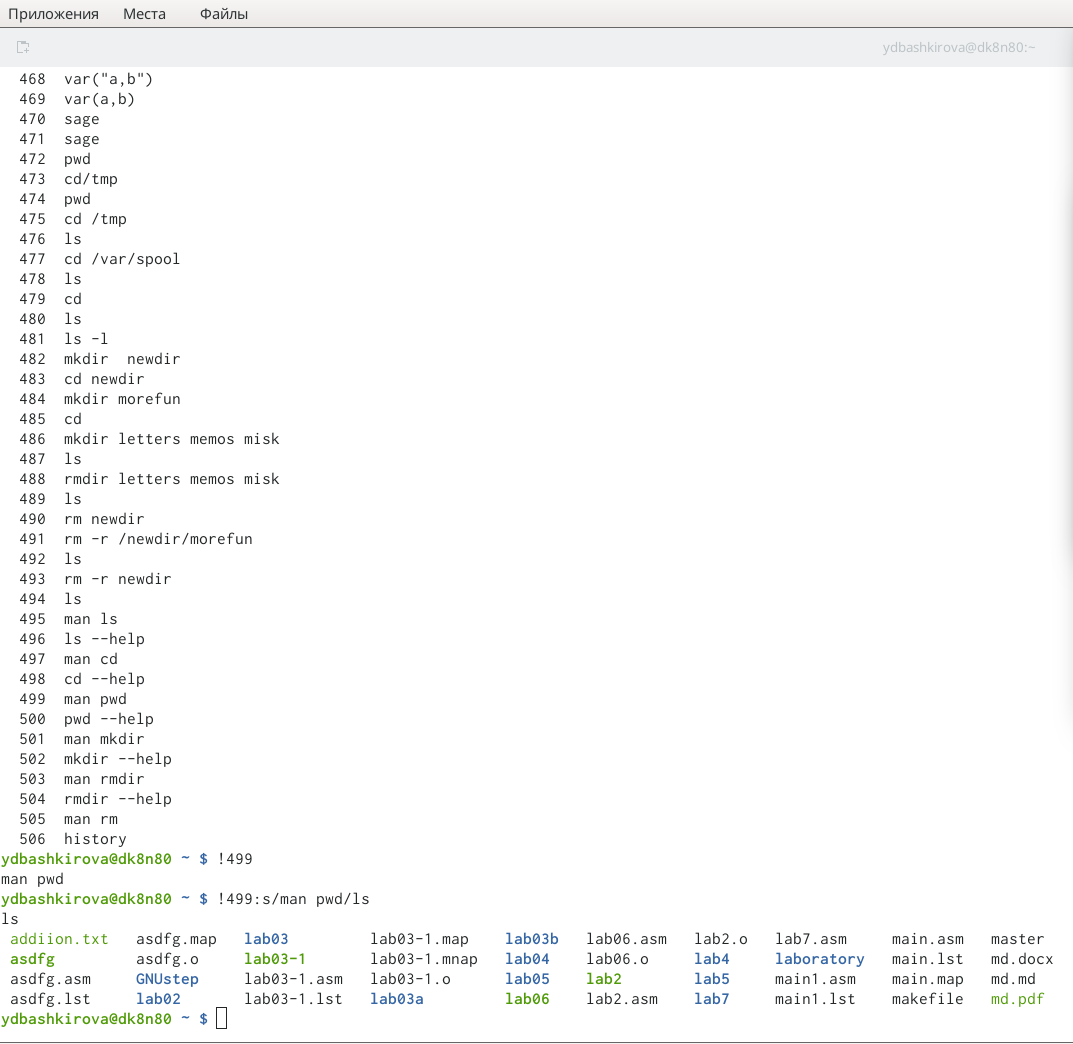 Приложения Места Файлы
ydbashkirova@dk8n80:~
468 var("a,b")
469 var(a,b)
470 sage
471 sage
472 pwd
473 cd/tmp
474 pwd
475 cd /tmp
476 ls
477 cd /var/spool
478 ls
479 cd
480 ls
481 ls -l
482 mkdir  newdir
483 cd newdir
484 mkdir morefun
485 cd
486 mkdir letters memos misk
487 ls
488 rmdir letters memos misk
489 ls
490 rm newdir
491 rm -r /newdir/morefun
492 ls
493 rm -r newdir
494 ls
495 man ls
496 ls --help
497 man cd
498 cd --help
499 man pwd
500 pwd --help
501 man mkdir
502 mkdir --help
503 man rmdir
504 rmdir --help
505 man rm
506 history
ydbashkirova@dk8n80 ~ $ !499
man pwd
ydbashkirova@dk8n80 ~ $ !499:s/man pwd/ls
ls
addiion.txt asdfg.map lab03 lab03-1.map lab03b lab06.asm lab2.o lab7.asm main.asm master
asdfg asdfg.o lab03-1 lab03-1.mnap lab04 lab06.o lab4 laboratory main.lst md.docx
asdfg.asm GNUstep lab03-1.asm lab03-1.o lab05 lab2 lab5 main1.asm main.map md.md
asdfg.lst lab02 lab03-1.lst lab03a lab06 lab2.asm lab7 main1.lst makefile md.pdf
ydbashkirova@dk8n80 ~ $